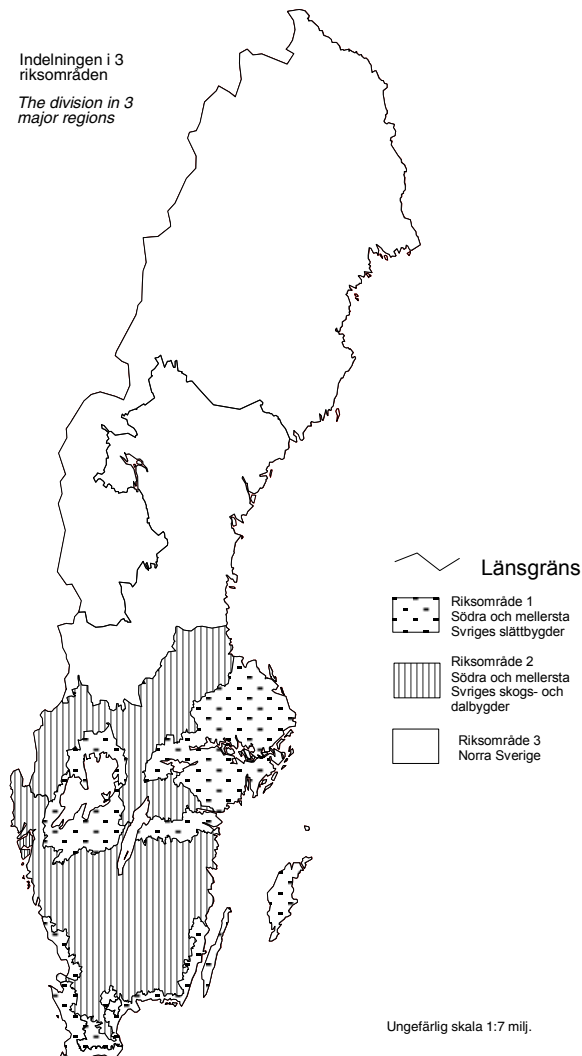 Indelningen i 3
riksområden
The division in 3
major regions
Länsgräns
Riksområde 1
Södra och mellersta
Svriges slättbygder
Riksområde 2
Södra och mellersta
Svriges skogs- och
dalbygder
Riksområde 3
Norra Sverige
Ungefärlig skala 1:7 milj.